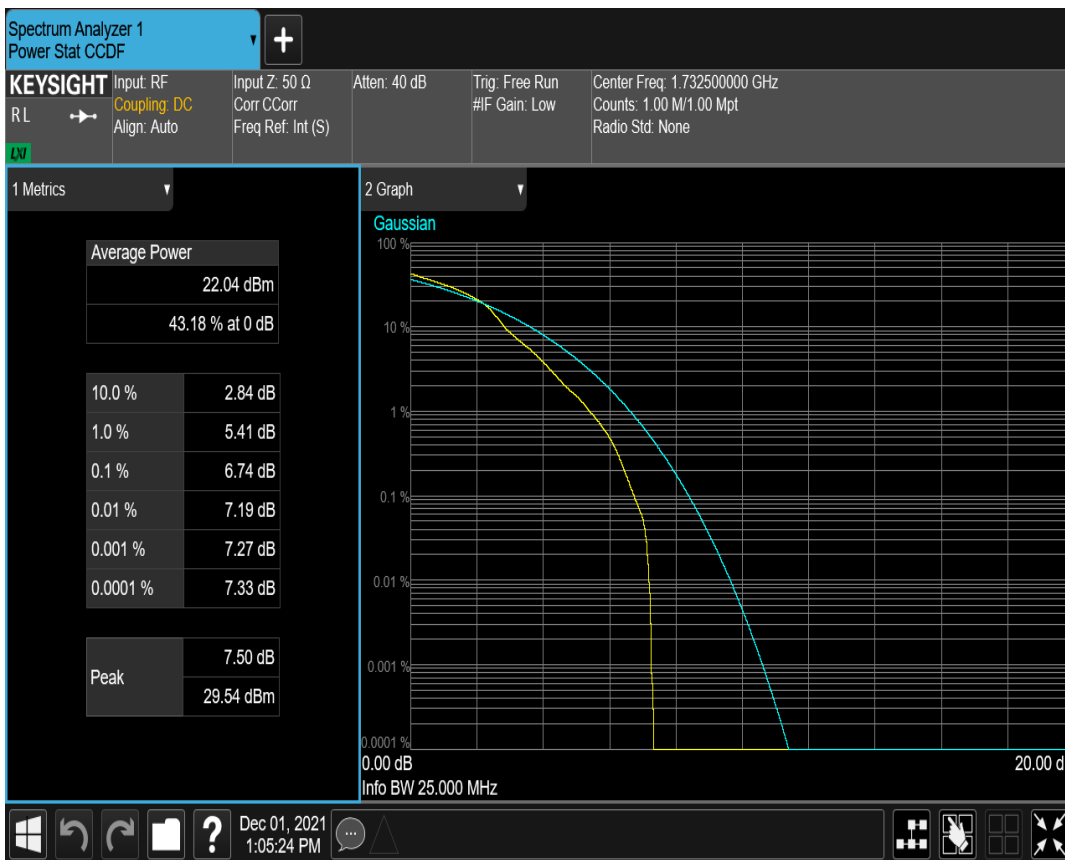 Spectrum Analyzer 1
Power Stat CCDF
+
KEYSIGHT
RL
LXI
Input: RF
Coupling: DC
Align: Auto
Input Z: 50 Ω
Corr CCorr
Freq Ref: Int (S)
Atten: 40 dB
Trig: Free Run
#IF Gain: Low
Center Freq: 1.732500000 GHz
Counts: 1.00 M/1.00 Mpt
Radio Std: None
1 Metrics
Average Power
22.04 dBm
43.18 % at 0 dB
10.0 % 2.84 dB
1.0 % 5.41 dB
0.1 % 6.74 dB
0.01 % 7.19 dB
0.001 % 7.27 dB
0.0001 % 7.33 dB
Peak
7.50 dB
29.54 dBm
2 Graph
Gaussian
100 %
10 %
1 %
0.1 %
0.01 %
0.001 %
0.0001 %
0.00 dB
20.00 d
Info BW 25.000 MHz
?
Dec 01, 2021
1:05:24 PM